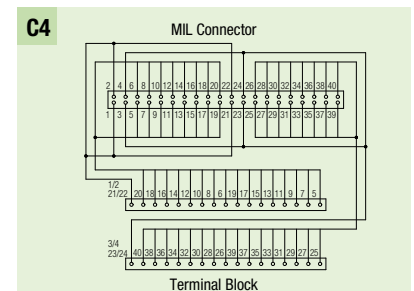 C4
MIL Connector
2 4 6 8 10 12 14 16 18 20 22 24 26 28 30 32 34 36 38 40
1 3 5 7 9 11 13 15 17 19 21 23 25 27 29 31 33 35 37 39
1/2
21/22 20 18 16 14 12 10 8 6 19 17 15 13 11 9 7 5
3/4
23/24 40 38 36 34 32 30 28 26 39 37 35 33 31 29 27 25
Terminal Block